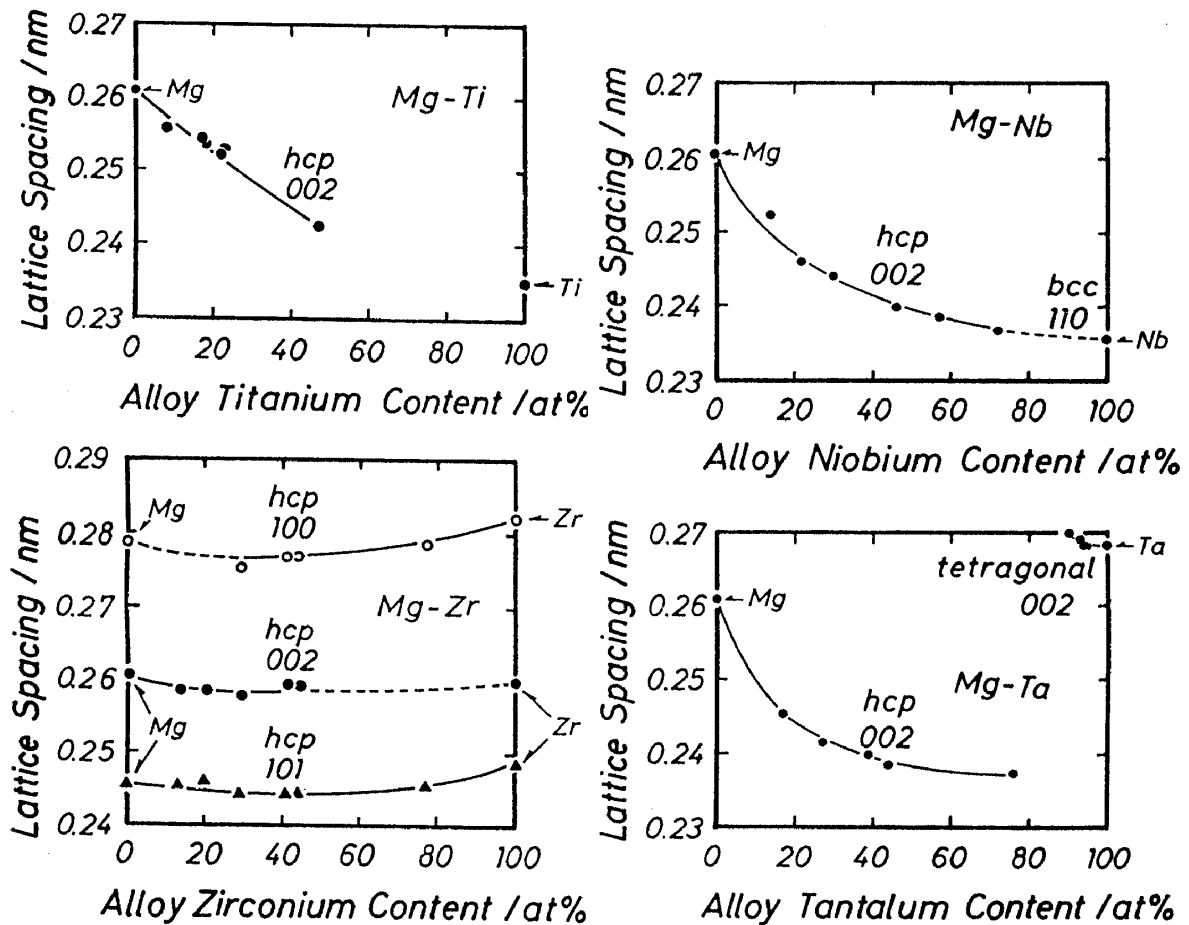 Lattice Spacing / nm
0.27
0.26
0.25
0.24
0.23
Mg
Mg-Ti
hcp
002
Ti
0 20 40 60 80 100
Alloy Titanium Content /at%
Lattice Spacing / nm
0.27
0.26
0.25
0.24
0.23
Mg
Mg-Nb
hcp
002
bcc
110
Nb
0 20 40 60 80 100
Alloy Niobium Content /at%
Lattice Spacing / nm
0.29
0.28
0.27
0.26
0.25
0.24
Mg
hcp
100
Zr
Mg-Zr
hcp
002
Mg
Zr
hcp
101
0 20 40 60 80 100
Alloy Zirconium Content /at%
Lattice Spacing / nm
0.27
0.26
0.25
0.24
0.23
Ta
tetragonal
002
Mg
Mg-Ta
hcp
002
0 20 40 60 80 100
Alloy Tantalum Content /at%